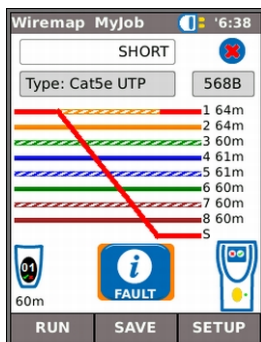 Wiremap MyJob '6:38
SHORT
Type: Cat5e UTP 568B
1 64m
2 64m
3 60m
4 61m
5 61m
6 60m
7 60m
8 60m
S
01
i
60m
FAULT
RUN SAVE SETUP